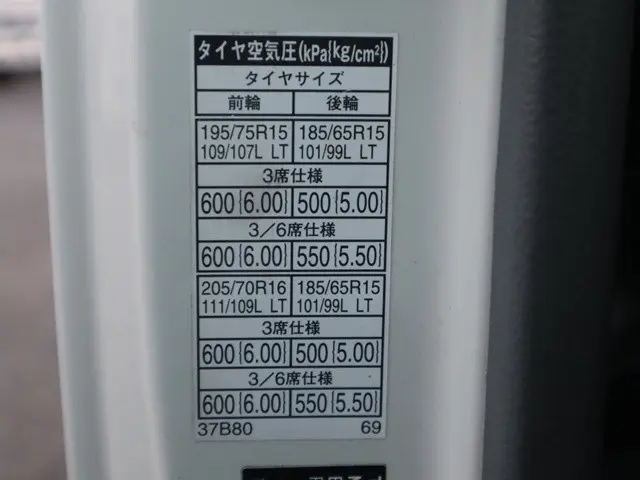 タイヤ空気圧(kPa{kg/cm²})
タイヤサイズ
前輪 後輪
195/75R15 185/65R15
109/107L LT 101/99L LT
3席仕様
600{6.00} 500{5.00}
3/6席仕様
600{6.00} 550{5.50}
205/70R16 185/65R15
111/109L LT 101/99L LT
3席仕様
600{6.00} 500{5.00}
3/6席仕様
600{6.00} 550{5.50}
37B80 69